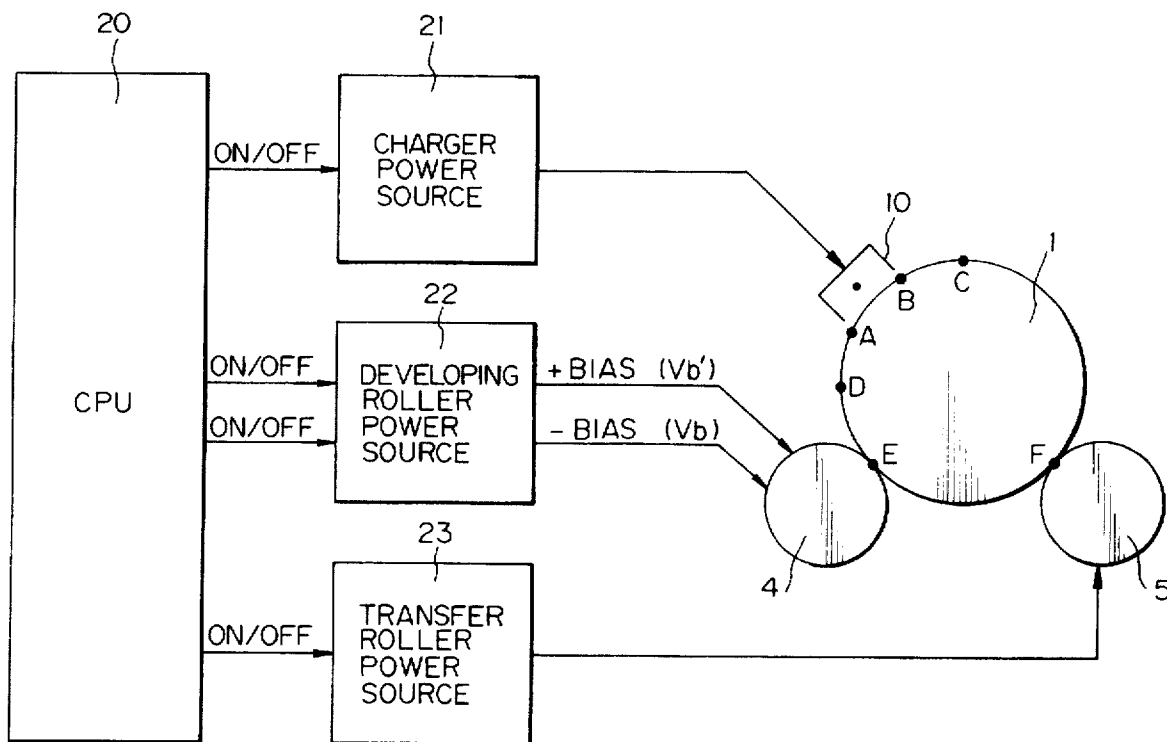 20
21
CHARGER
POWER
SOURCE
ON/OFF
10
1
A
B
C
D
E
F
CPU
22
DEVELOPING
ROLLER
POWER
SOURCE
ON/OFF
ON/OFF
+BIAS (Vb')
-BIAS (Vb)
4
5
23
TRANSFER
ROLLER
POWER
SOURCE
ON/OFF